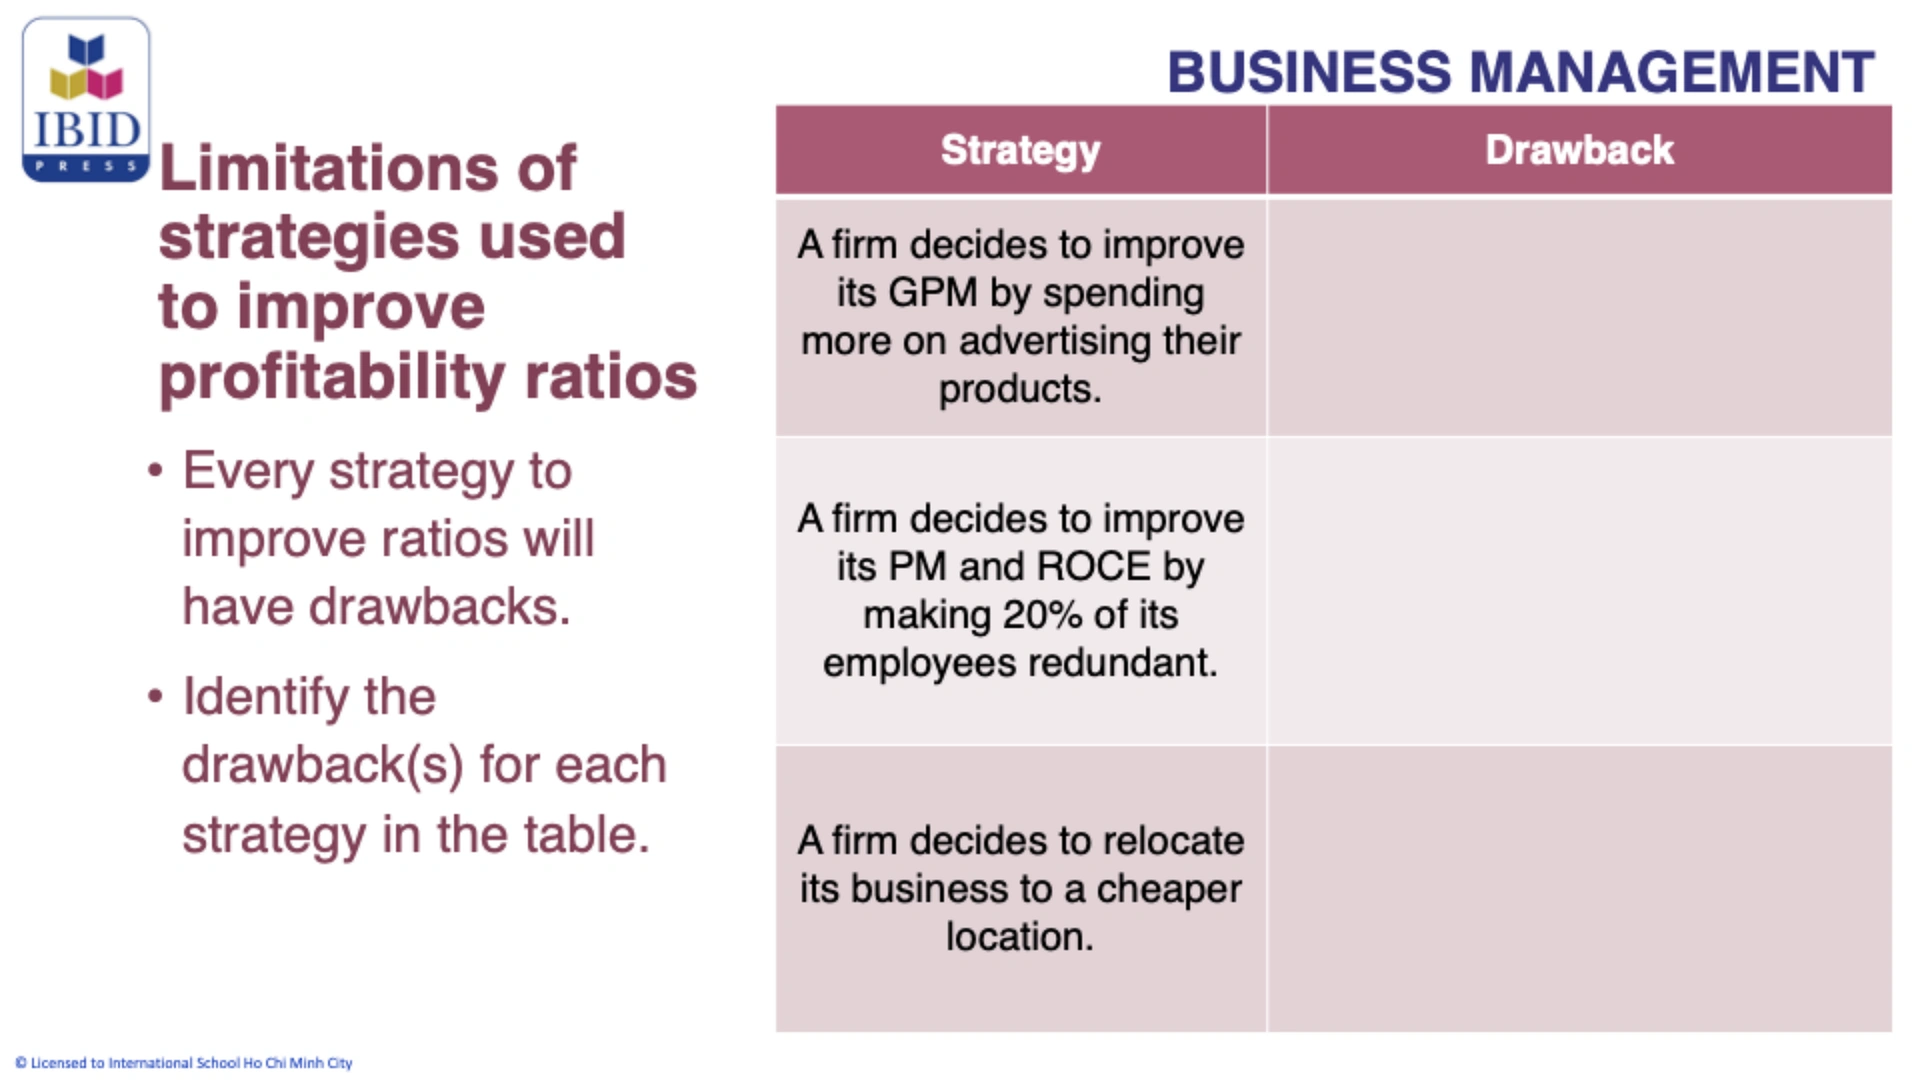 IBID
PRESS
BUSINESS MANAGEMENT
Limitations of
strategies used
to improve
profitability ratios
• Every strategy to
improve ratios will
have drawbacks.
• Identify the
drawback(s) for each
strategy in the table.
Strategy
Drawback
A firm decides to improve
its GPM by spending
more on advertising their
products.
A firm decides to improve
its PM and ROCE by
making 20% of its
employees redundant.
A firm decides to relocate
its business to a cheaper
location.
© Licensed to International School Ho Chi Minh City